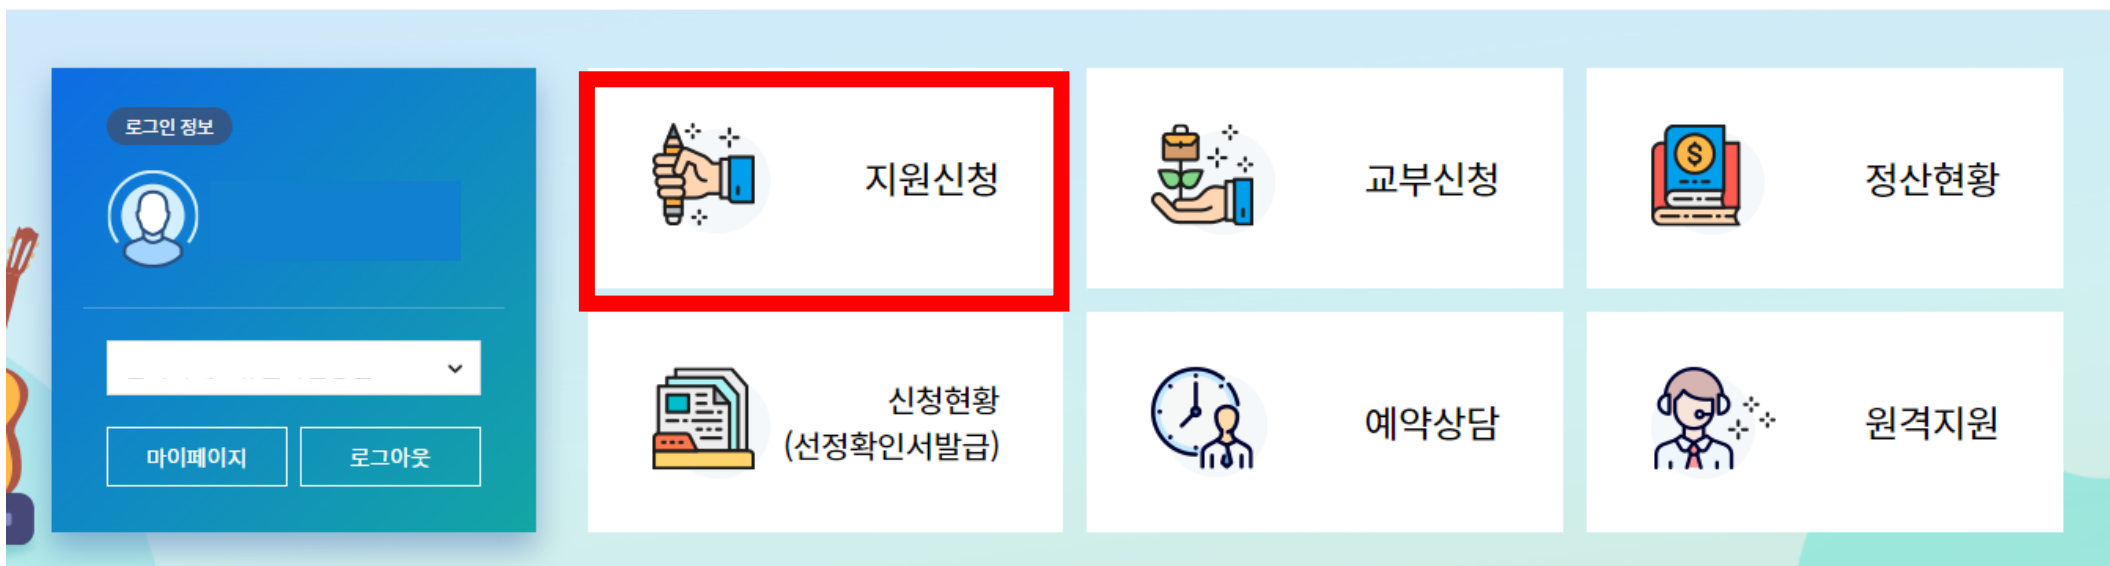 로그인 정보
마이페이지
로그아웃
지원신청
교부신청
정산현황
신청현황
(선정확인서발급)
예약상담
원격지원